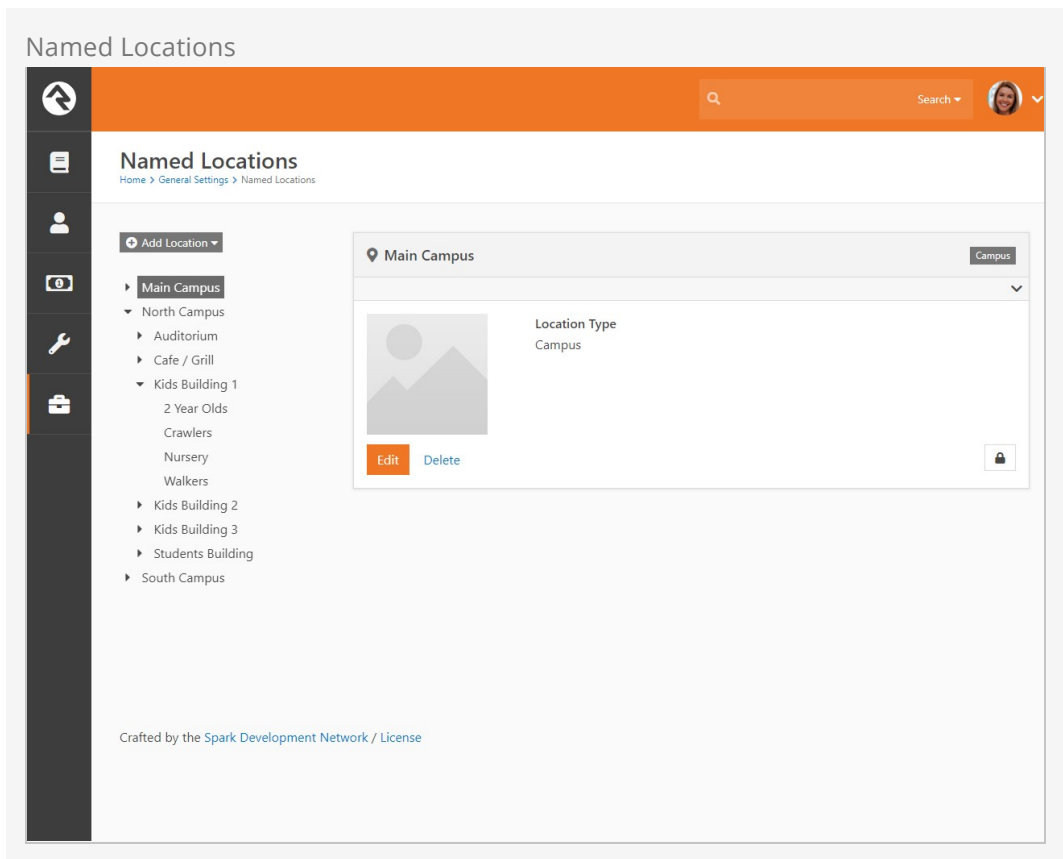 Named Locations
Search
Named Locations
Home > General Settings > Named Locations
Add Location
Main Campus
North Campus
Auditorium
Cafe / Grill
Kids Building 1
2 Year Olds
Crawlers
Nursery
Walkers
Kids Building 2
Kids Building 3
Students Building
South Campus
Main Campus
Campus
Location Type
Campus
Edit Delete
Crafted by the Spark Development Network / License